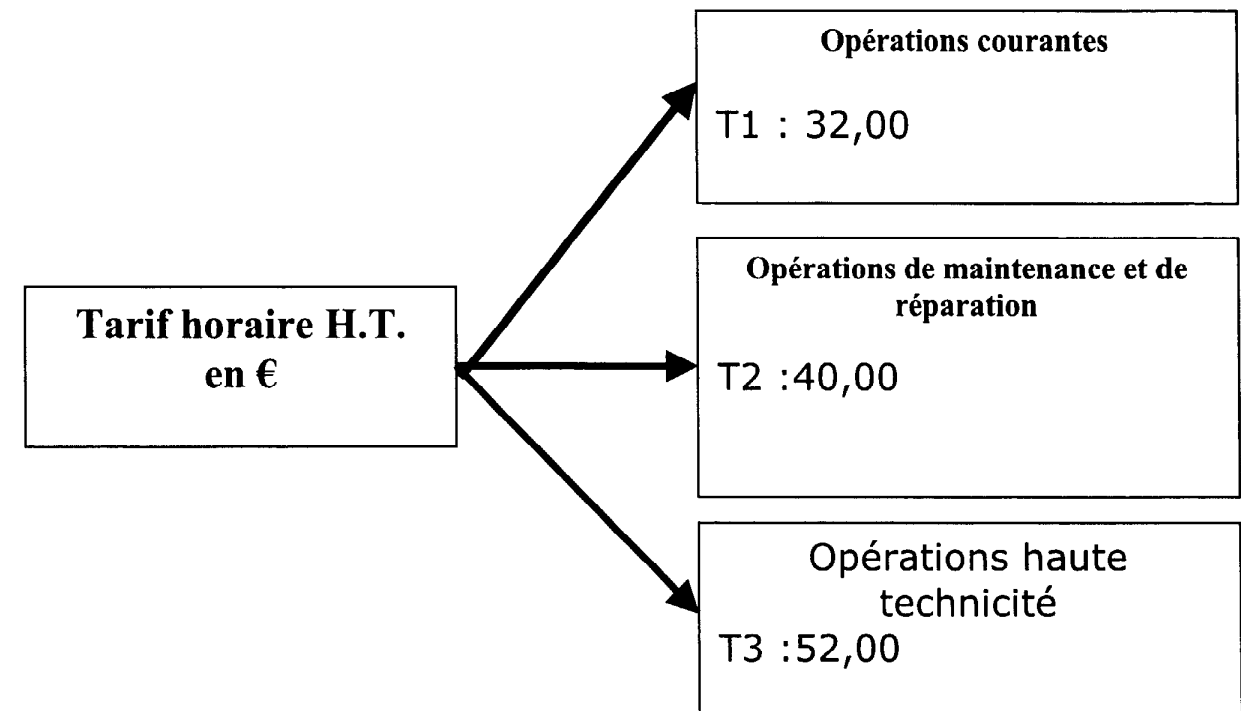 Tarif horaire H.T.
en €
Opérations courantes
T1 : 32,00
Opérations de maintenance et de
réparation
T2 :40,00
Opérations haute
technicité
T3 :52,00